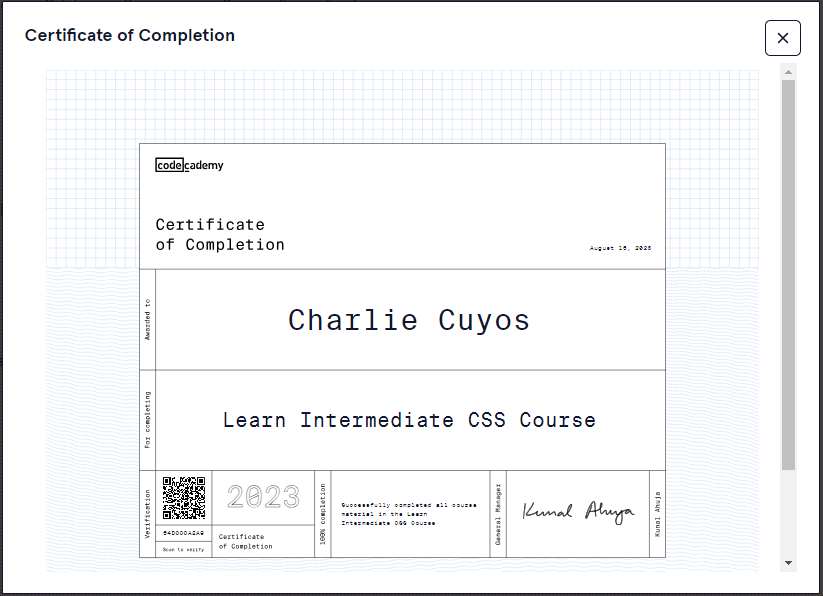 Certificate of Completion
codecademy
Certificate
of Completion
August 16, 2023
Awarded to
Charlie Cuyos
For completing
Learn Intermediate CSS Course
Verification
Scan to verify
2023
Certificate
of Completion
100% completion
Successfully completed all course
material in the Learn
Intermediate CSS Course
General Manager
Kunal Ahuja
Kunal Ahuja